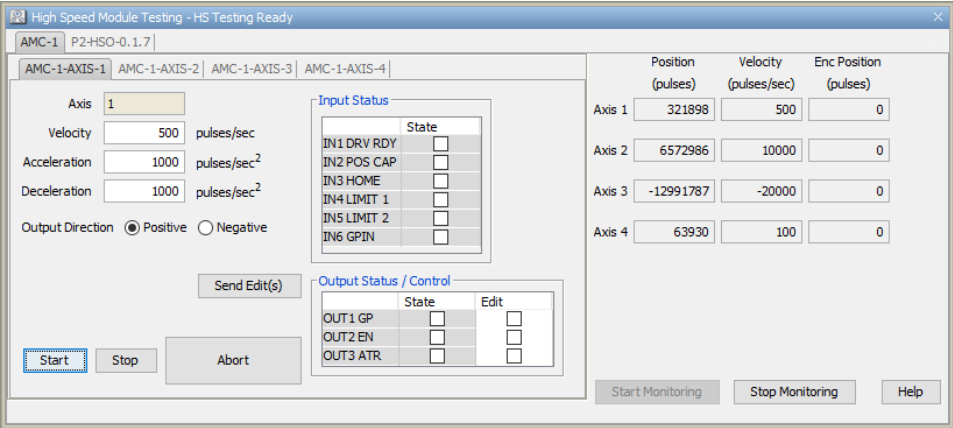 High Speed Module Testing - HS Testing Ready
AMC-1 P2-HSO-0.1.7
AMC-1-AXIS-1 AMC-1-AXIS-2 AMC-1-AXIS-3 AMC-1-AXIS-4
Axis 1
Velocity 500 pulses/sec
Acceleration 1000 pulses/sec²
Deceleration 1000 pulses/sec²
Output Direction Positive Negative
Send Edit(s)
Start Stop Abort
Input Status
State
IN1 DRV RDY
IN2 POS CAP
IN3 HOME
IN4 LIMIT 1
IN5 LIMIT 2
IN6 GPIN
Output Status / Control
State Edit
OUT1 GP
OUT2 EN
OUT3 ATR
Position Velocity Enc Position
(pulses) (pulses/sec) (pulses)
Axis 1 321898 500 0
Axis 2 6572986 10000 0
Axis 3 -12991787 -20000 0
Axis 4 63930 100 0
Start Monitoring Stop Monitoring Help